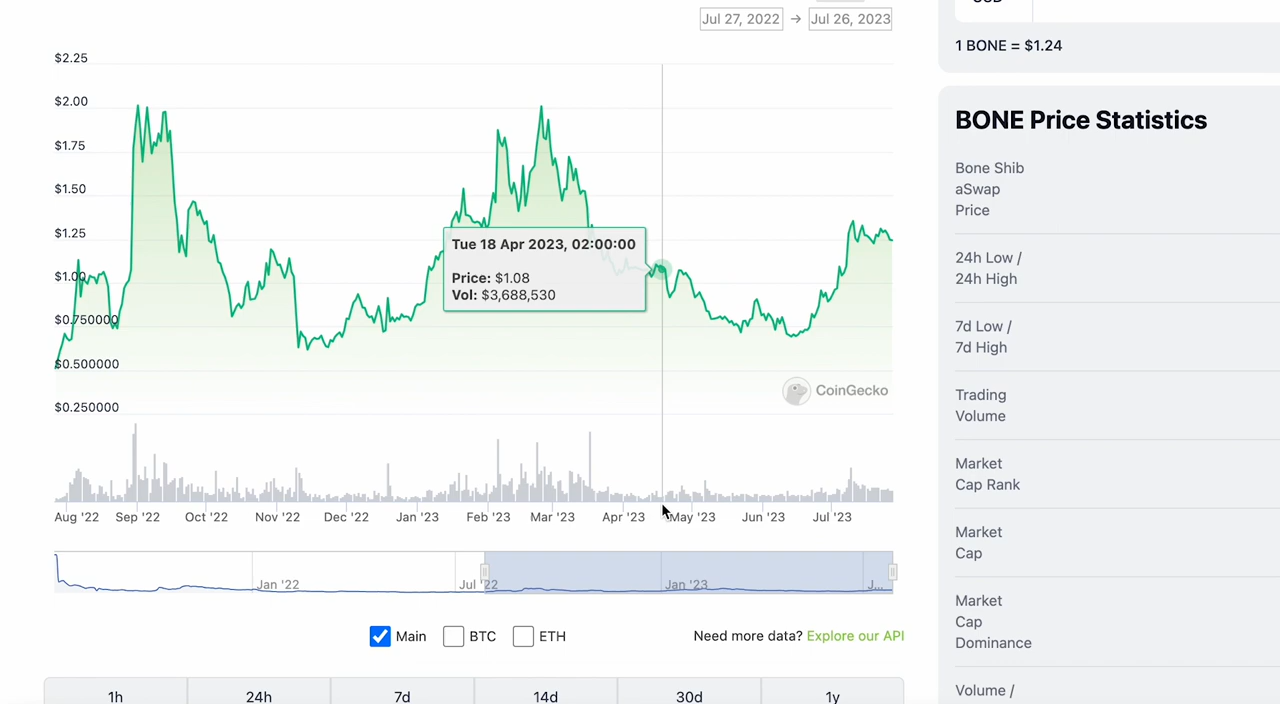 Jul 27, 2022 → Jul 26, 2023
$2.25
$2.00
$1.75
$1.50
$1.25
$1.00
$0.750000
$0.500000
$0.250000
Tue 18 Apr 2023, 02:00:00
Price: $1.08
Vol: $3,688,530
CoinGecko
Aug '22 Sep '22 Oct '22 Nov '22 Dec '22 Jan '23 Feb '23 Mar '23 Apr '23 May '23 Jun '23 Jul '23
Jan '22 Jul '22 Jan '23 J...
Main BTC ETH Need more data? Explore our API
1h 24h 7d 14d 30d 1y
1 BONE = $1.24
BONE Price Statistics
Bone Shib
aSwap
Price
24h Low /
24h High
7d Low /
7d High
Trading
Volume
Market
Cap Rank
Market
Cap
Market
Cap
Dominance
Volume /